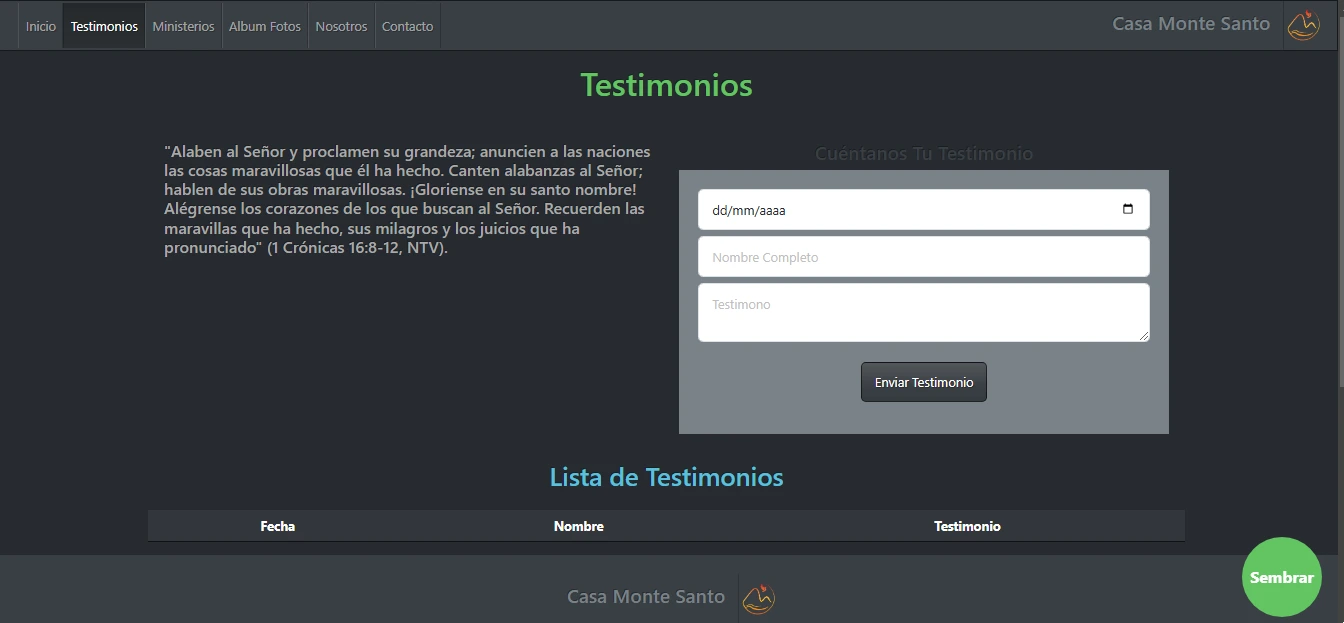 Inicio Testimonios Ministerios Album Fotos Nosotros Contacto Casa Monte Santo
Testimonios
"Alaben al Señor y proclamen su grandeza; anuncien a las naciones
las cosas maravillosas que él ha hecho. Canten alabanzas al Señor;
hablen de sus obras maravillosas. ¡Gloriense en su santo nombre!
Alégrense los corazones de los que buscan al Señor. Recuerden las
maravillas que ha hecho, sus milagros y los juicios que ha
pronunciado" (1 Crónicas 16:8-12, NTV).
Cuéntanos Tu Testimonio
dd/mm/aaaa
Nombre Completo
Testimono
Enviar Testimonio
Lista de Testimonios
Fecha Nombre Testimonio
Sembrar
Casa Monte Santo